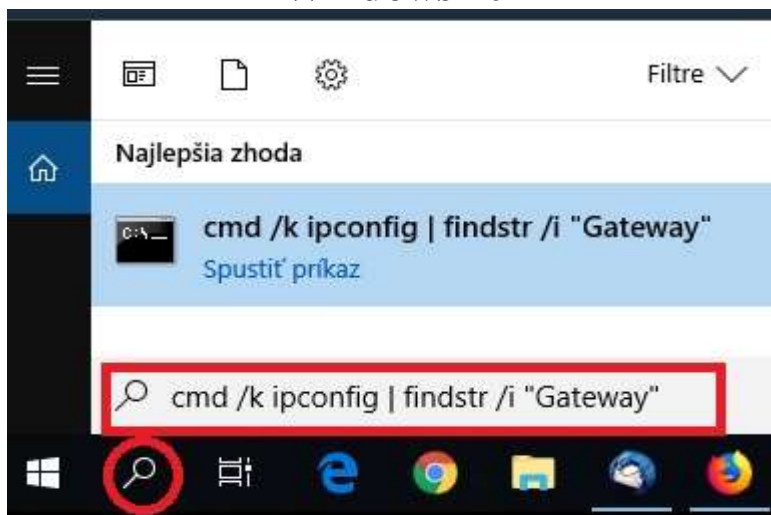 Filtre
Najlepšia zhoda
C:\
cmd /k ipconfig | findstr /i "Gateway"
Spustiť príkaz
cmd /k ipconfig | findstr /i "Gateway"